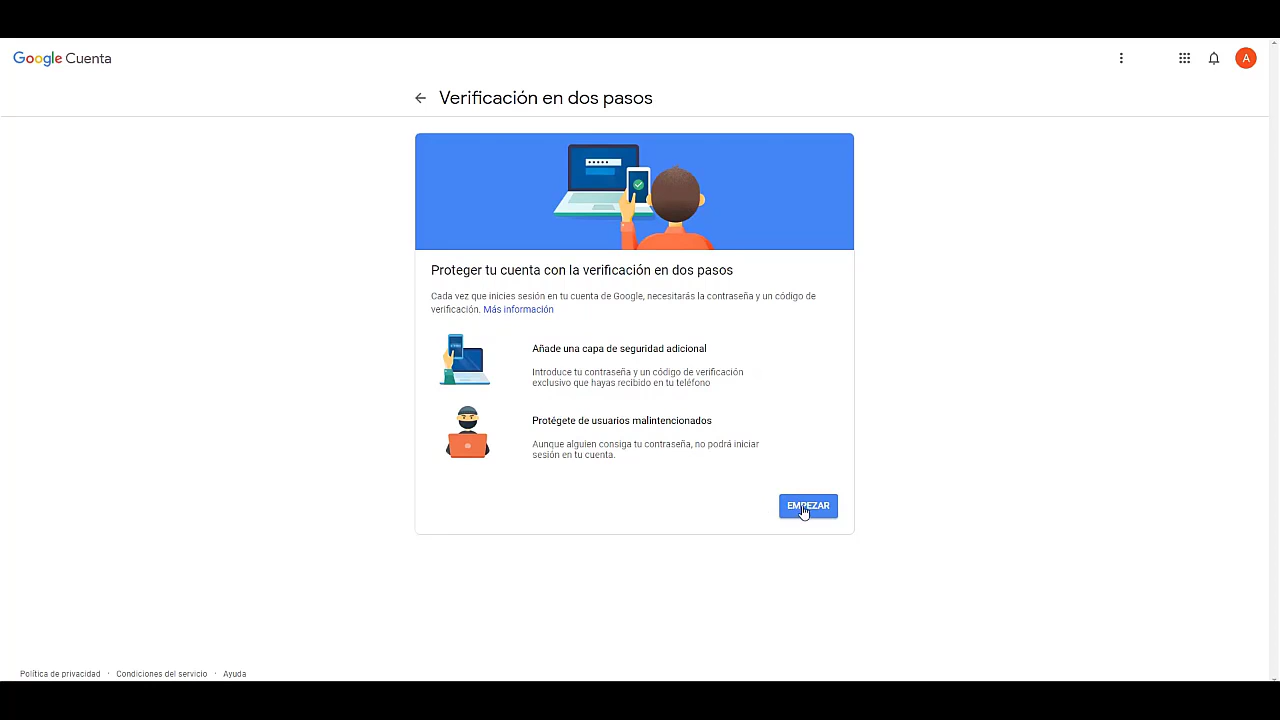 Google Cuenta
A
Verificación en dos pasos
Proteger tu cuenta con la verificación en dos pasos
Cada vez que inicies sesión en tu cuenta de Google, necesitarás la contraseña y un código de
verificación. Más información
Añade una capa de seguridad adicional
Introduce tu contraseña y un código de verificación
exclusivo que hayas recibido en tu teléfono
Protégete de usuarios malintencionados
Aunque alguien consiga tu contraseña, no podrá iniciar
sesión en tu cuenta.
EMPEZAR
Política de privacidad · Condiciones del servicio · Ayuda